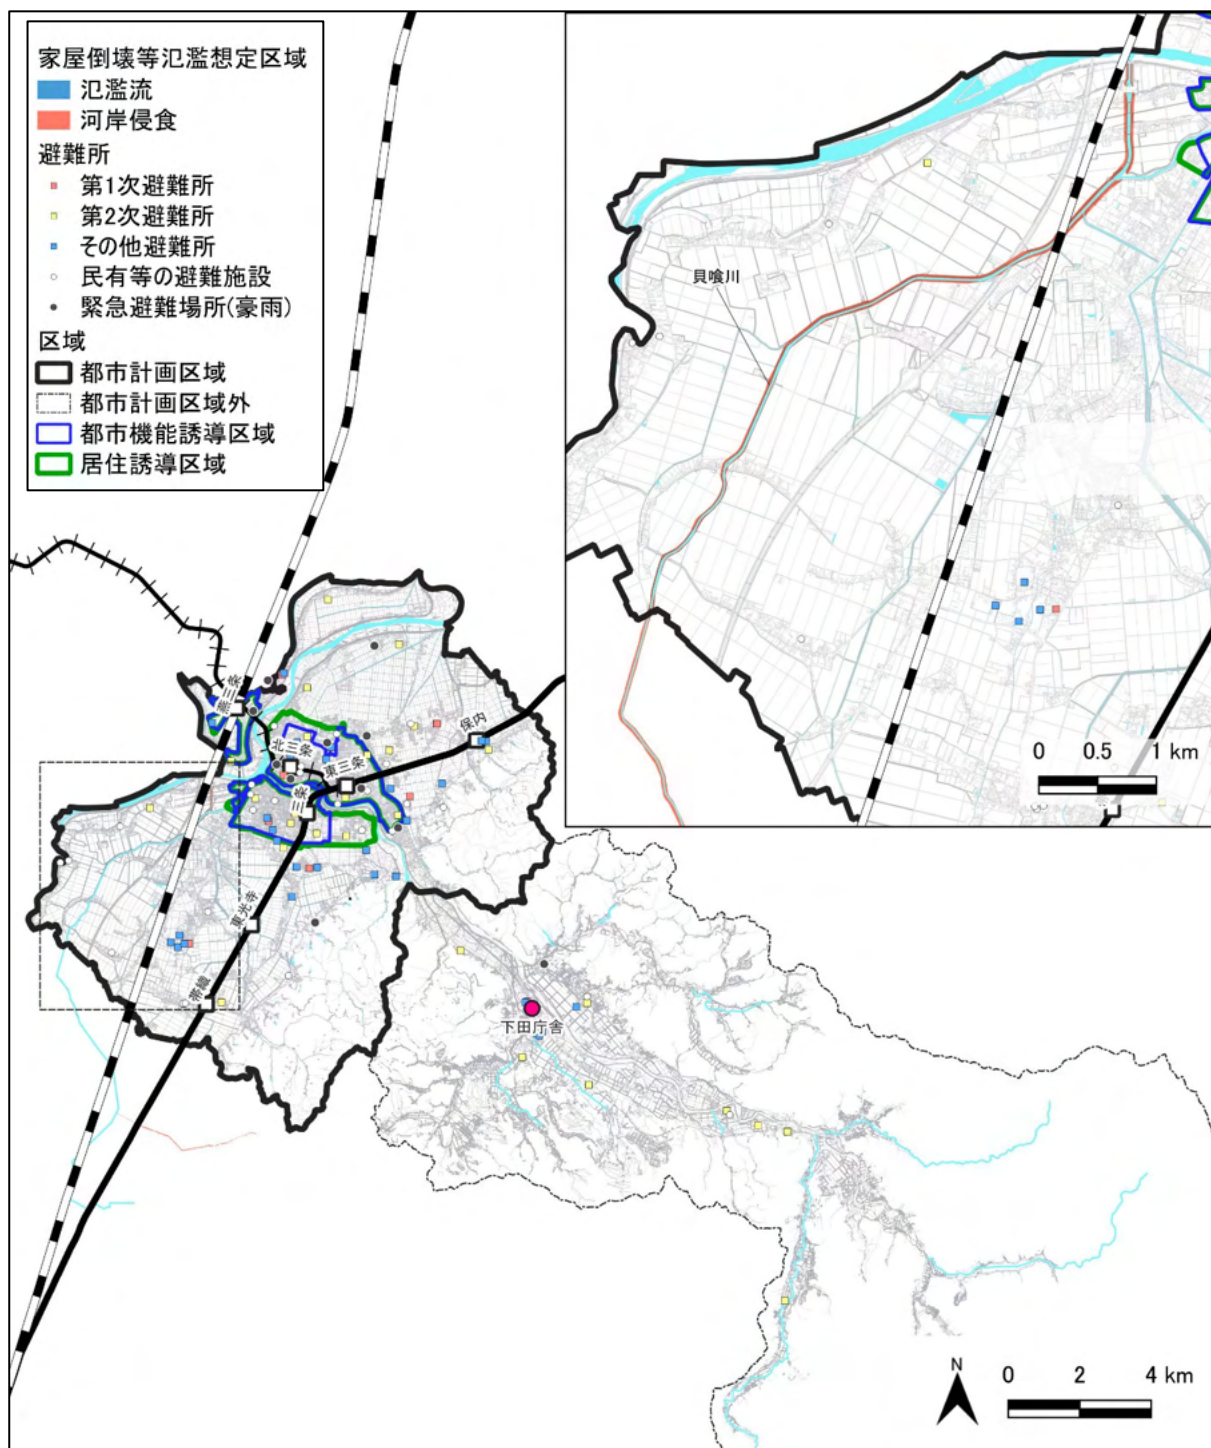 家屋倒壊等氾濫想定区域
氾濫流
河岸侵食
避難所
第1次避難所
第2次避難所
その他避難所
民有等の避難施設
緊急避難場所(豪雨)
区域
都市計画区域
都市計画区域外
都市機能誘導区域
居住誘導区域
貝喰川
0 0.5 1 km
燕三条
北三条
東三条
保内
三条
東光寺
帯織
下田庁舎
N
0 2 4 km